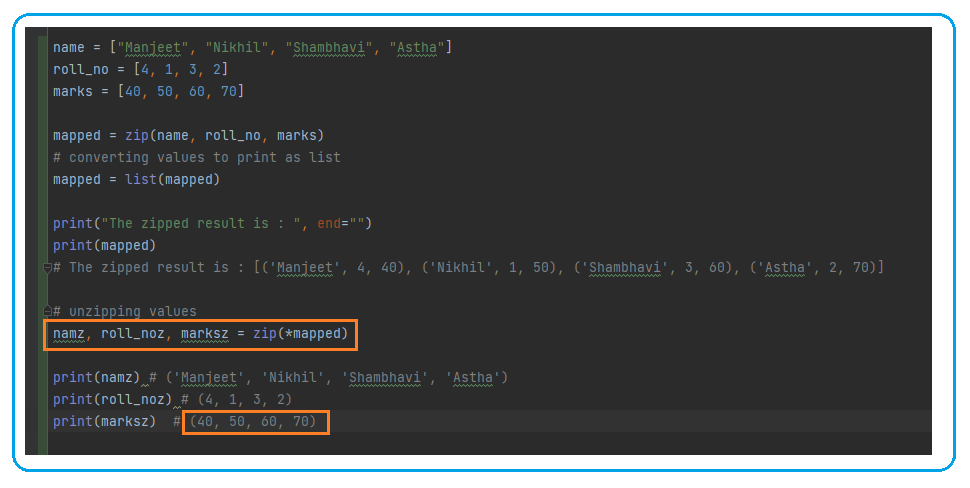 name = ["Manjeet", "Nikhil", "Shambhavi", "Astha"]
roll_no = [4, 1, 3, 2]
marks = [40, 50, 60, 70]
mapped = zip(name, roll_no, marks)
# converting values to print as list
mapped = list(mapped)
print("The zipped result is : ", end="")
print(mapped)
# The zipped result is : [('Manjeet', 4, 40), ('Nikhil', 1, 50), ('Shambhavi', 3, 60), ('Astha', 2, 70)]
# unzipping values
namz, roll_noz, marksz = zip(*mapped)
print(namz) # ('Manjeet', 'Nikhil', 'Shambhavi', 'Astha')
print(roll_noz) # (4, 1, 3, 2)
print(marksz)  # (40, 50, 60, 70)